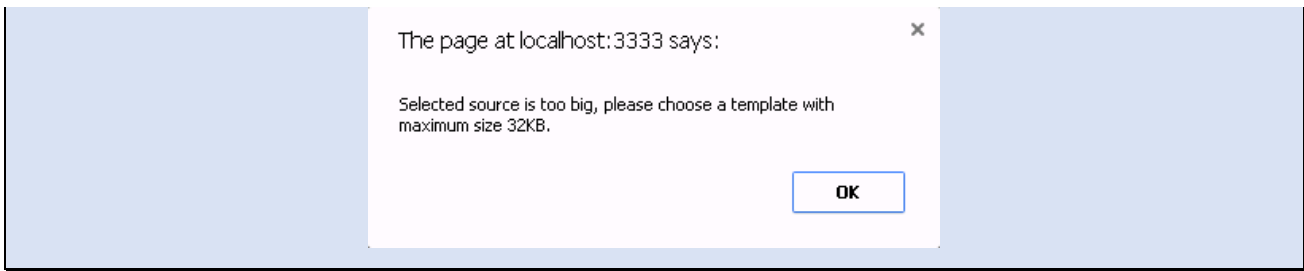 The page at localhost:3333 says:
Selected source is too big, please choose a template with
maximum size 32KB.
OK